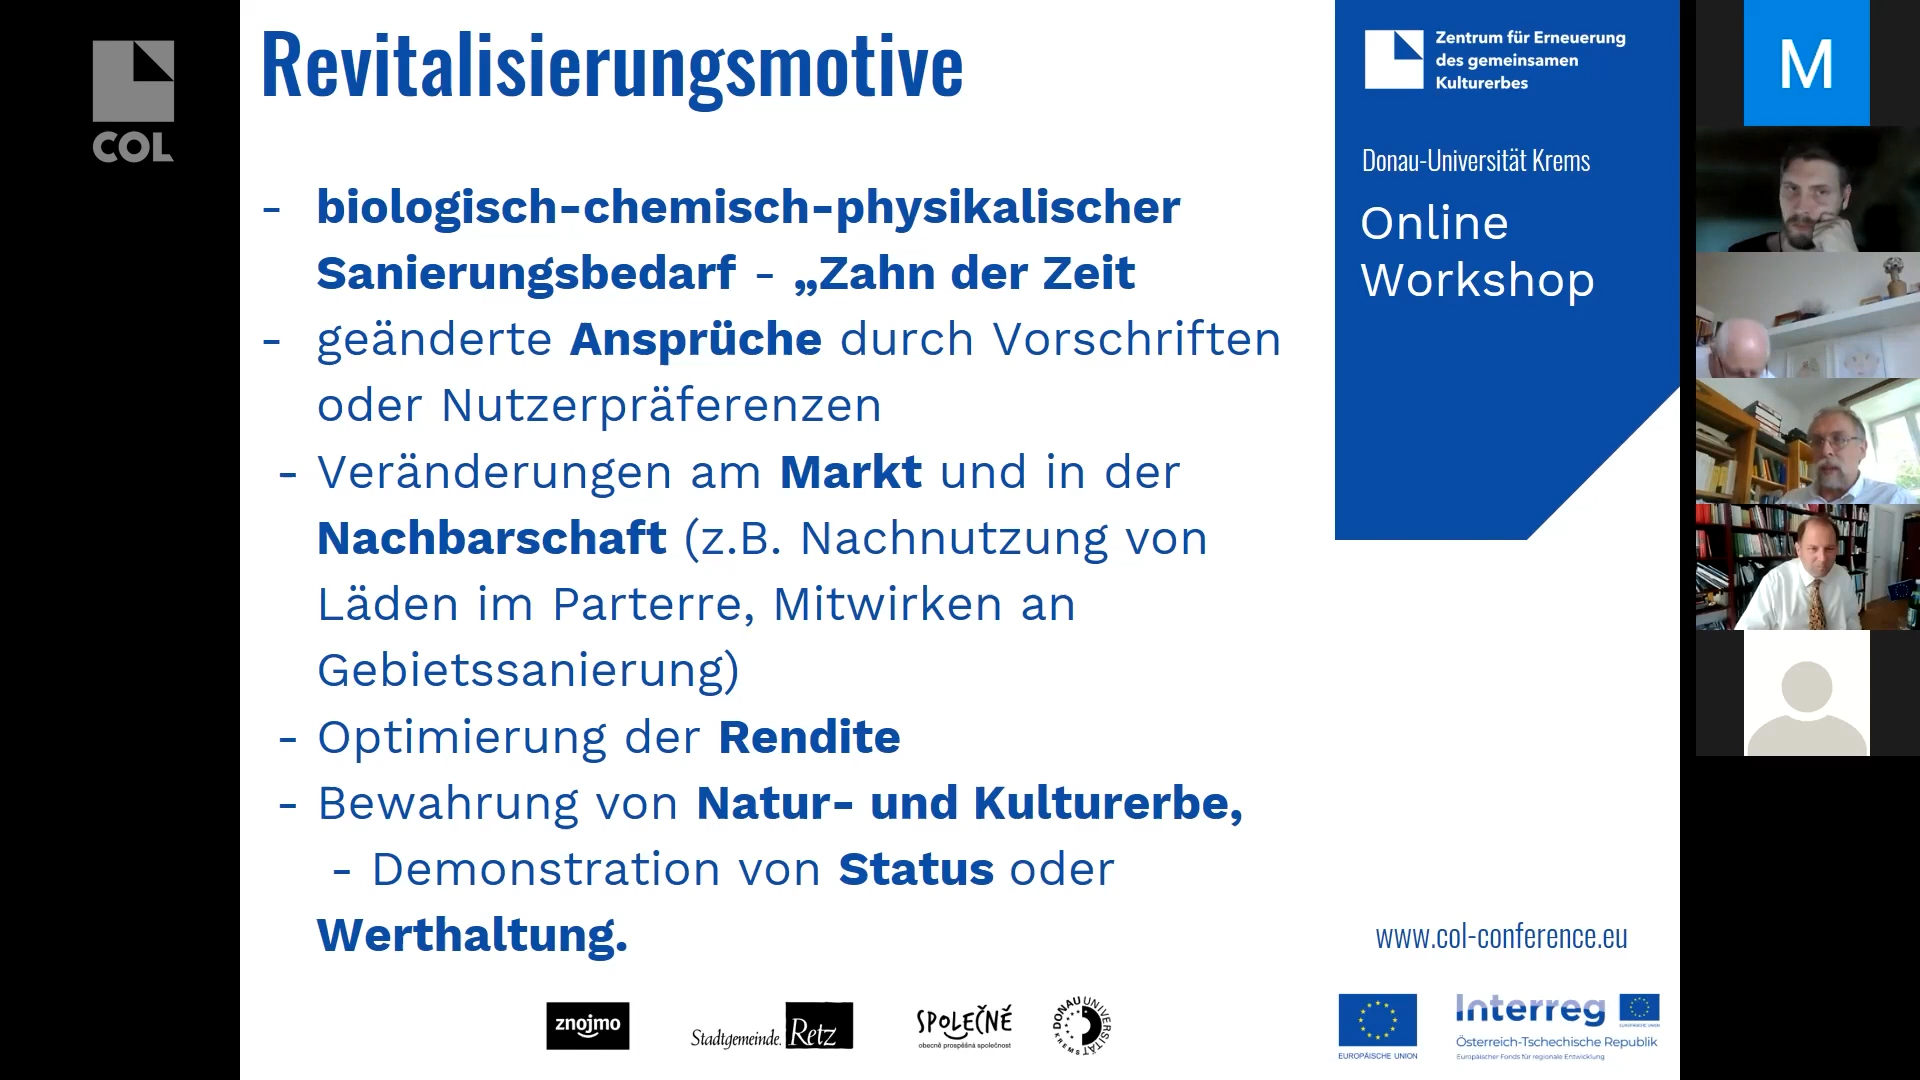 COL
Revitalisierungsmotive
- biologisch-chemisch-physikalischer
Sanierungsbedarf - „Zahn der Zeit
- geänderte Ansprüche durch Vorschriften
oder Nutzerpräferenzen
- Veränderungen am Markt und in der
Nachbarschaft (z.B. Nachnutzung von
Läden im Parterre, Mitwirken an
Gebietssanierung)
- Optimierung der Rendite
- Bewahrung von Natur- und Kulturerbe,
- Demonstration von Status oder
Werthaltung.
Zentrum für Erneuerung
des gemeinsamen
Kulturerbes
Donau-Universität Krems
Online
Workshop
www.col-conference.eu
znojmo
Stadtgemeinde. Retz
SPOLEČNĚ
obecně prospěšná společnost
DONAU UNIVERSITÄT KREMS
EUROPÄISCHE UNION
Interreg
EUROPÄISCHE UNION
Österreich-Tschechische Republik
Europäischer Fonds für regionale Entwicklung
M